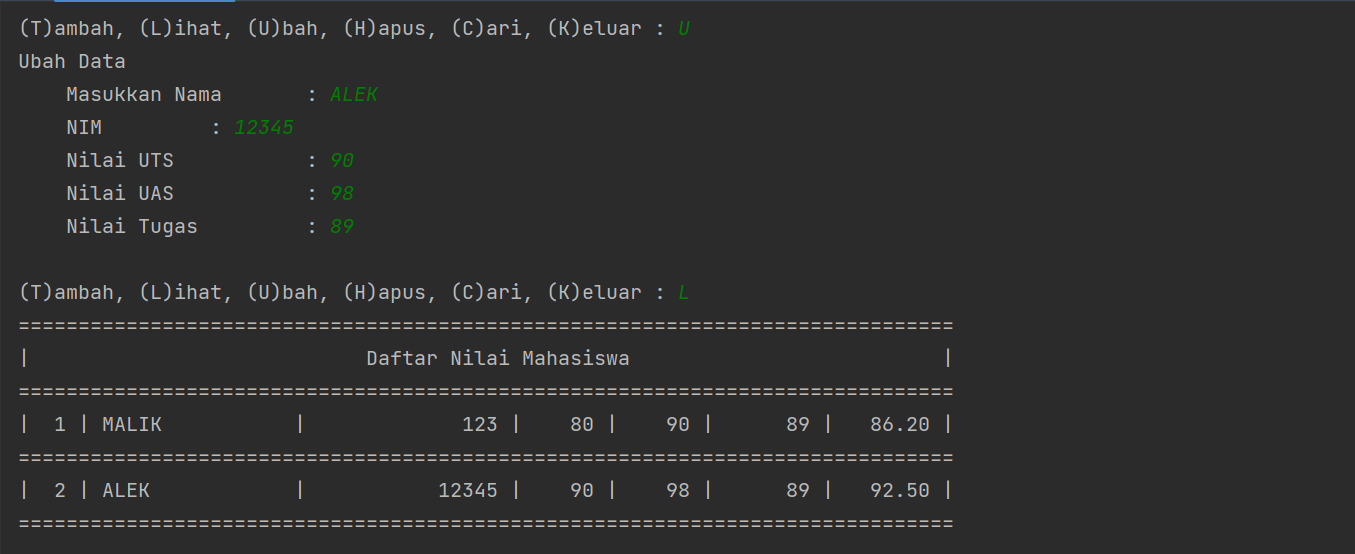 (T)ambah, (L)ihat, (U)bah, (H)apus, (C)ari, (K)eluar : U
Ubah Data
    Masukkan Nama       : ALEK
    NIM         : 12345
    Nilai UTS           : 90
    Nilai UAS           : 98
    Nilai Tugas         : 89

(T)ambah, (L)ihat, (U)bah, (H)apus, (C)ari, (K)eluar : L
==============================================================================
|                            Daftar Nilai Mahasiswa                          |
==============================================================================
|  1 | MALIK           |             123 |    80 |    90 |      89 |   86.20 |
==============================================================================
|  2 | ALEK            |           12345 |    90 |    98 |      89 |   92.50 |
==============================================================================